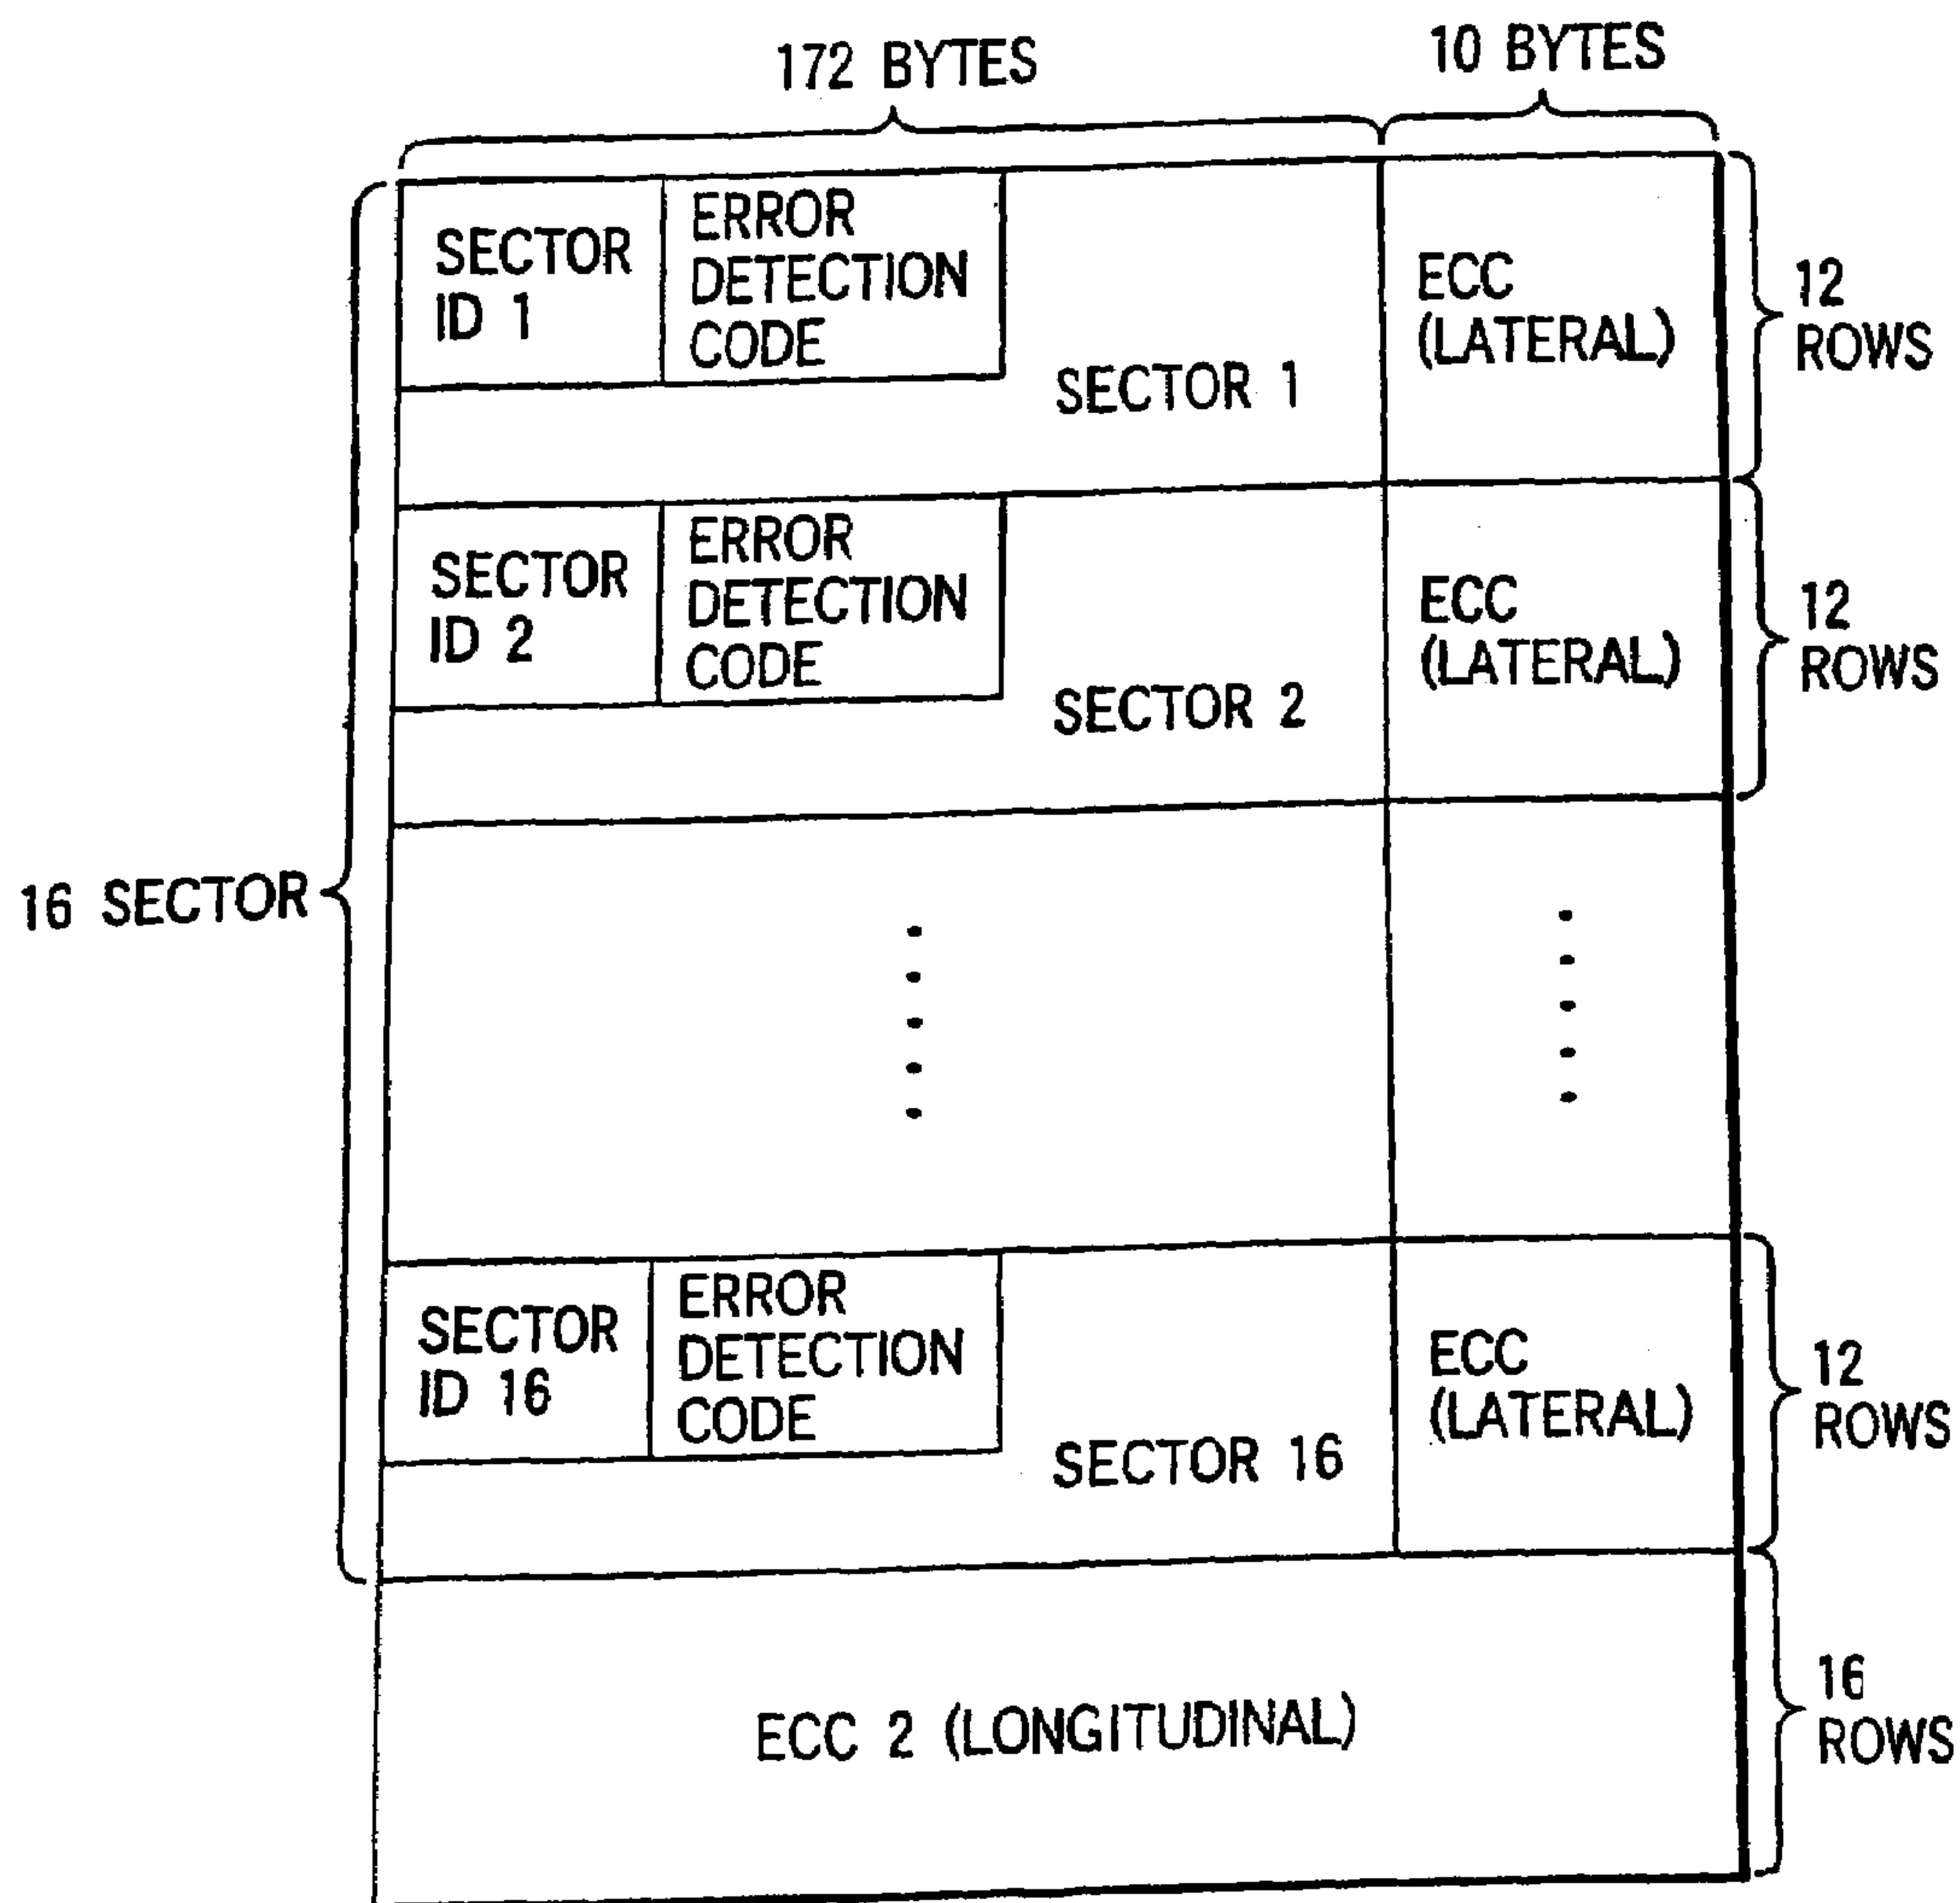 172 BYTES
10 BYTES
SECTOR
ID 1
ERROR
DETECTION
CODE
SECTOR 1
ECC
(LATERAL)
12
ROWS
SECTOR
ID 2
ERROR
DETECTION
CODE
SECTOR 2
ECC
(LATERAL)
12
ROWS
16 SECTOR
SECTOR
ID 16
ERROR
DETECTION
CODE
SECTOR 16
ECC
(LATERAL)
12
ROWS
ECC 2 (LONGITUDINAL)
16
ROWS